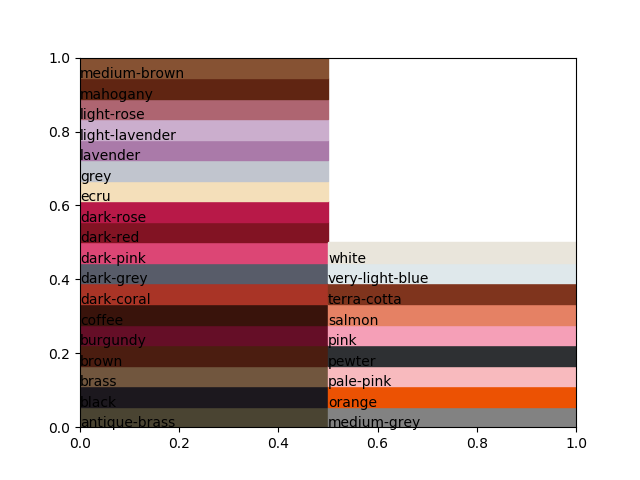 1.0
medium-brown
mahogany
light-rose
0.8
light-lavender
lavender
grey
0.6
ecru
dark-rose
dark-red
dark-pink
white
0.4
dark-grey
very-light-blue
dark-coral
terra-cotta
coffee
salmon
burgundy
pink
0.2
brown
pewter
brass
pale-pink
black
orange
0.0
antique-brass
medium-grey
0.0 0.2 0.4 0.6 0.8 1.0